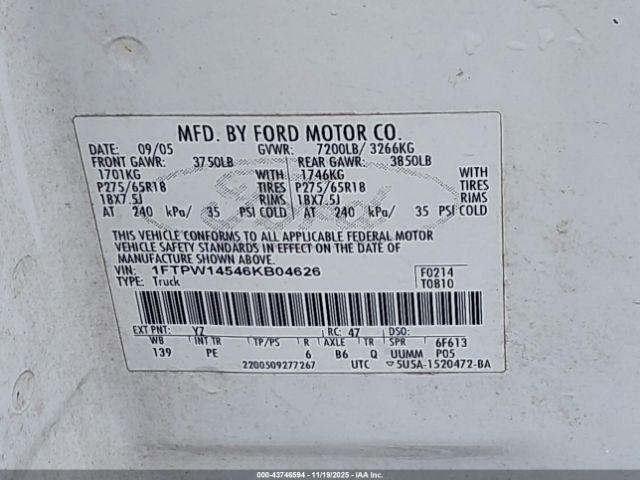 MFD. BY FORD MOTOR CO.
DATE: 09/05 GVWR: 7200LB/ 3266KG
FRONT GAWR: 3750LB REAR GAWR: 3850LB
1701KG WITH 1746KG WITH
P275/65R18 TIRES P275/65R18 TIRES
18X7.5J RIMS 18X7.5J RIMS
AT 240 kPa/ 35 PSI COLD AT 240 kPa/ 35 PSI COLD
THIS VEHICLE CONFORMS TO ALL APPLICABLE FEDERAL MOTOR
VEHICLE SAFETY STANDARDS IN EFFECT ON THE DATE OF
MANUFACTURE SHOWN ABOVE.
VIN: 1FTPW14546KB04626 F0214
TYPE: Truck T0810
EXT PNT: YZ RC: 47 DSO:
WB INT TR TP/PS R AXLE TR SPR 6F613
139 PE 6 B6 Q UUMM P05
2200509277267 UTC 5U5A-1520472-BA
000-43746594 - 11/19/2025 - IAAI, Inc.